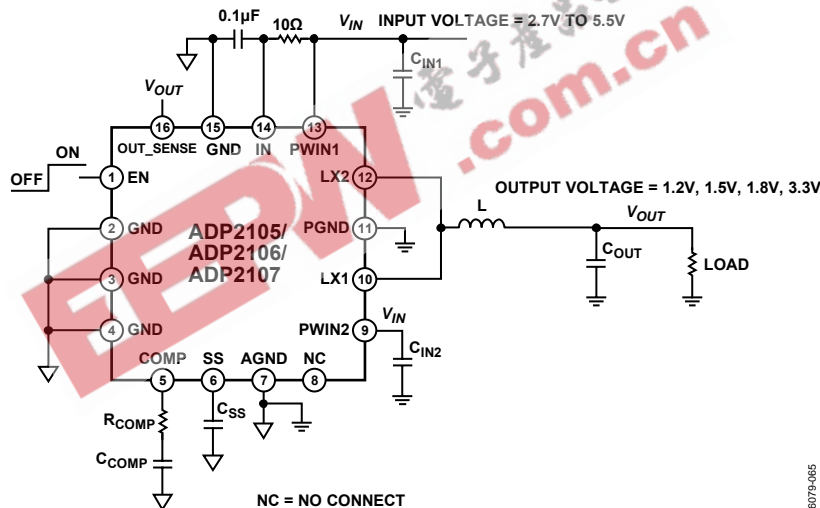 0.1µF
10Ω
VIN
INPUT VOLTAGE = 2.7V TO 5.5V
CIN1
VOUT
16
15
14
13
OUT_SENSE
GND
IN
PWIN1
ON
OFF
1
EN
LX2
12
OUTPUT VOLTAGE = 1.2V, 1.5V, 1.8V, 3.3V
L
VOUT
2
GND
ADP2105/
ADP2106/
ADP2107
PGND
11
COUT
LOAD
3
GND
LX1
10
4
GND
VIN
PWIN2
9
CIN2
COMP
SS
AGND
NC
5
6
7
8
RCOMP
CSS
CCOMP
NC = NO CONNECT
6079-065
EEPW
.com.cn